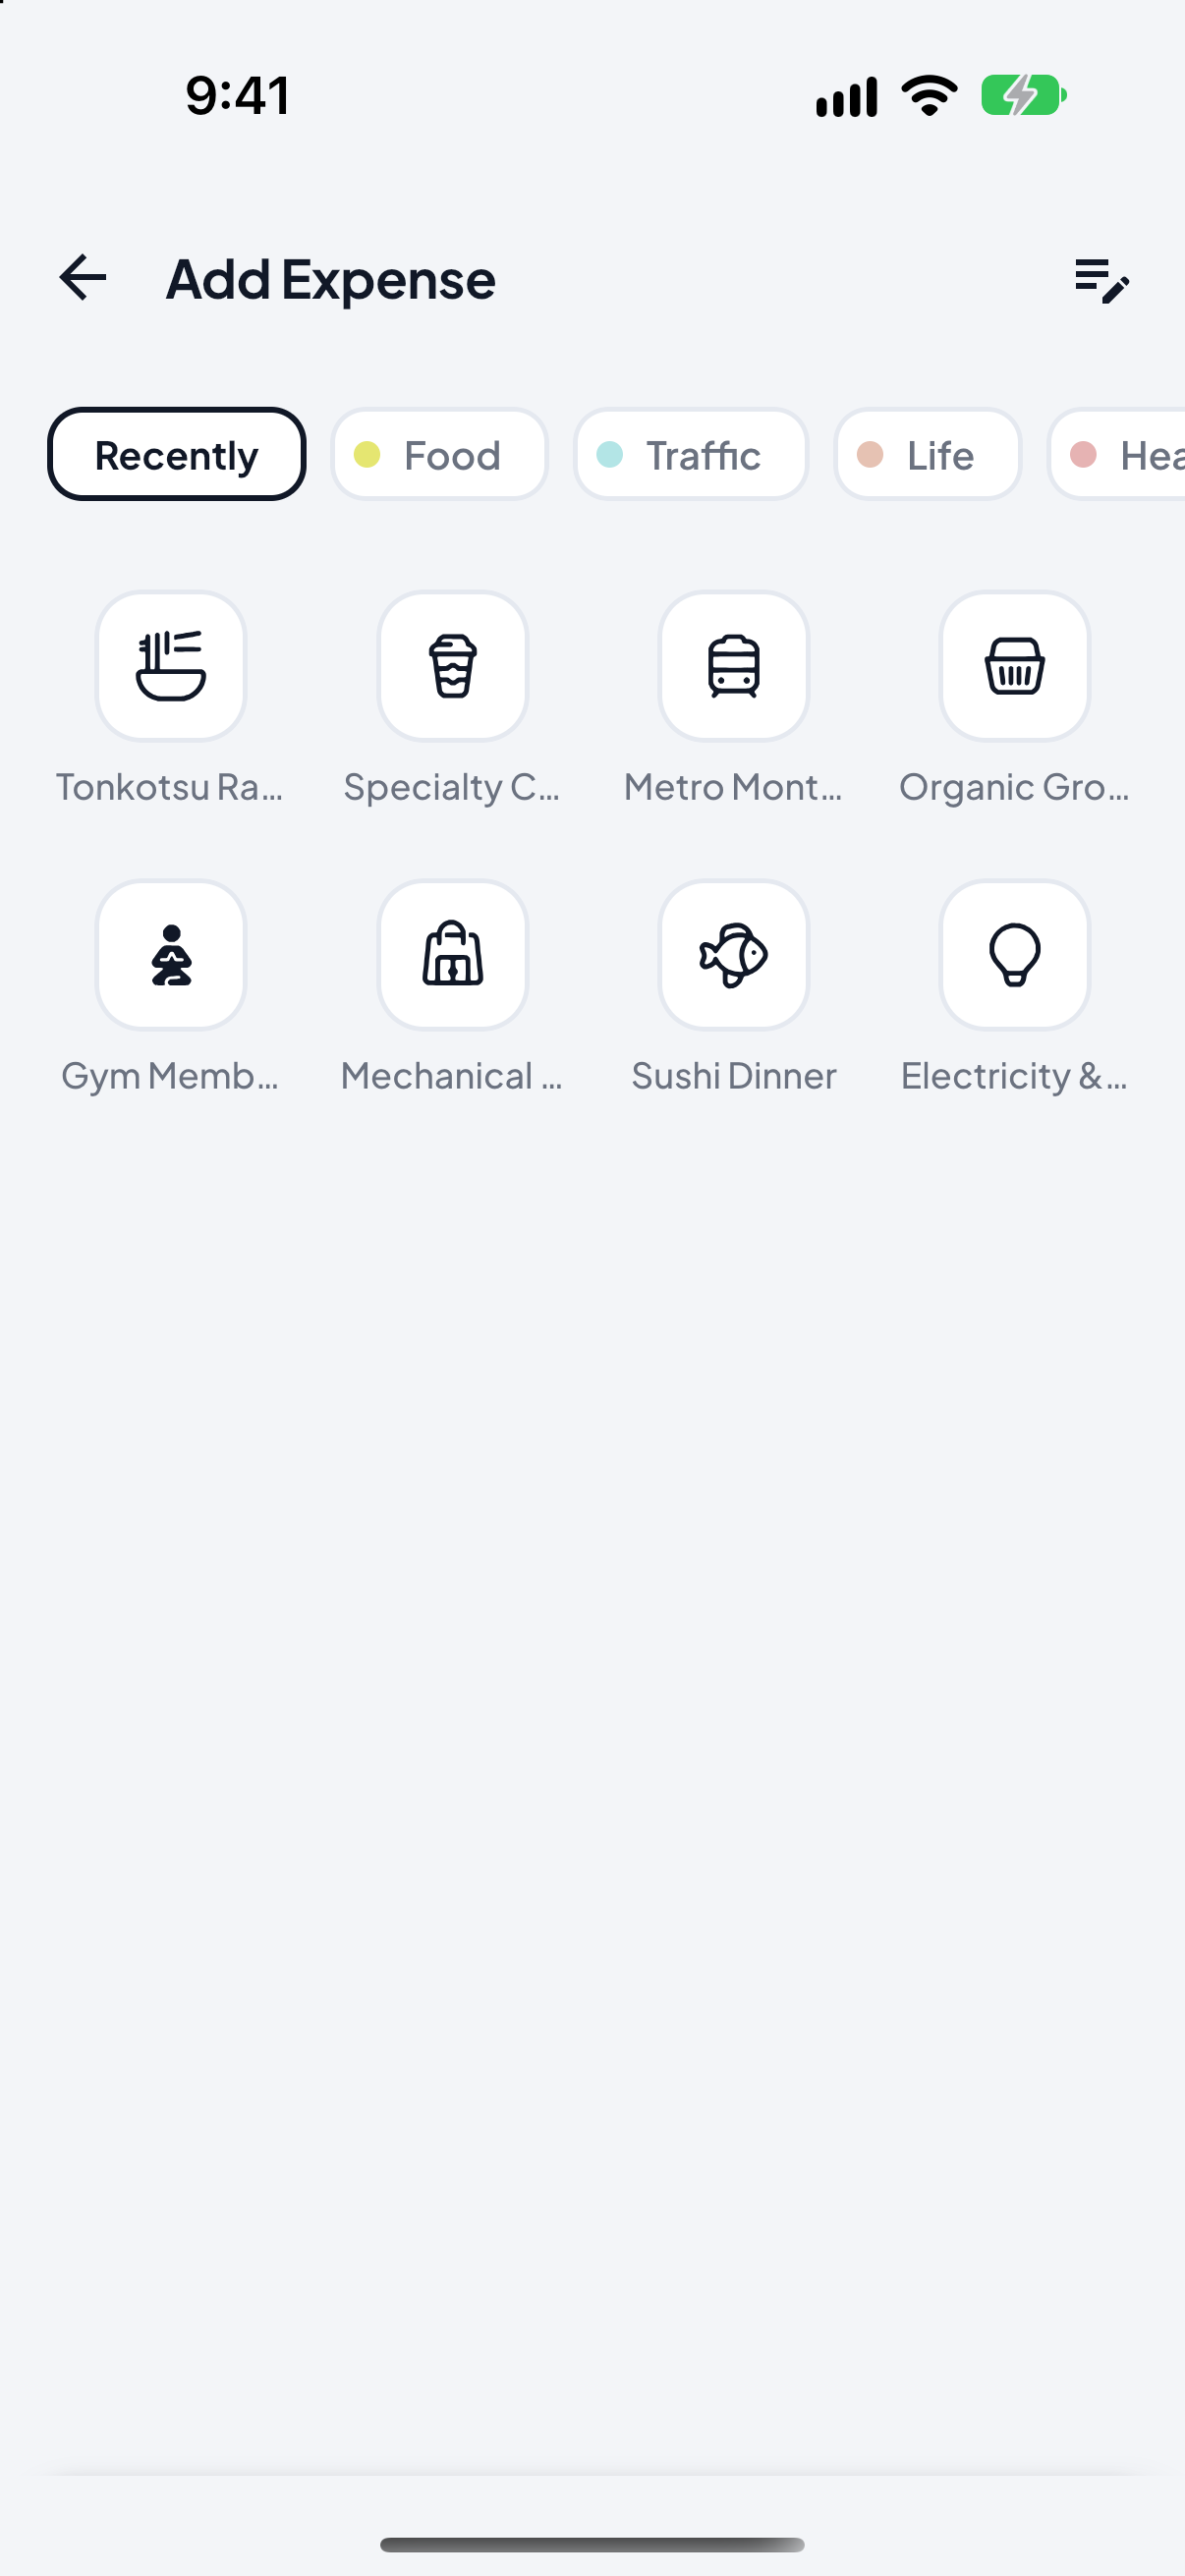 9:41
Add Expense
Recently
Food
Traffic
Life
Hea
Tonkotsu Ra...
Specialty C...
Metro Mont...
Organic Gro...
Gym Memb...
Mechanical ...
Sushi Dinner
Electricity &...